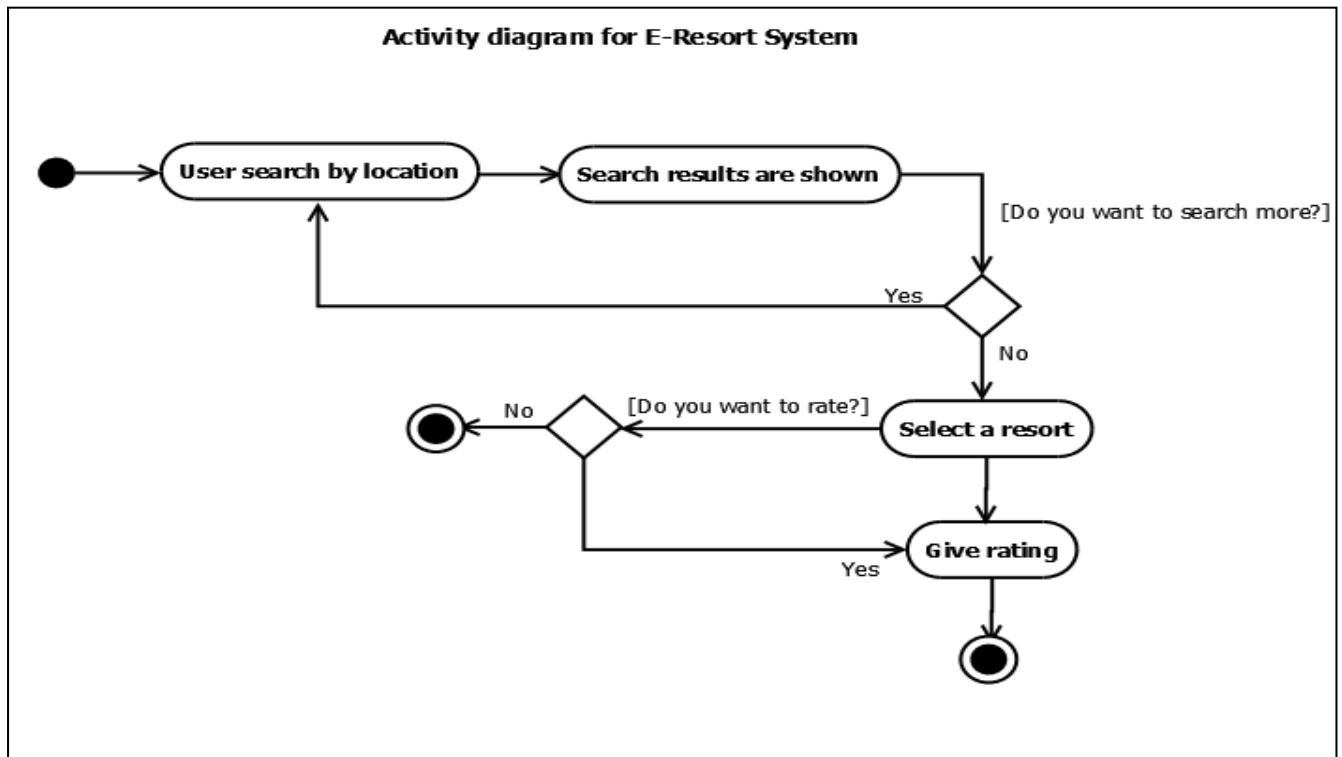 Activity diagram for E-Resort System
User search by location
Search results are shown
[Do you want to search more?]
Yes
No
No
[Do you want to rate?]
Select a resort
Give rating
Yes